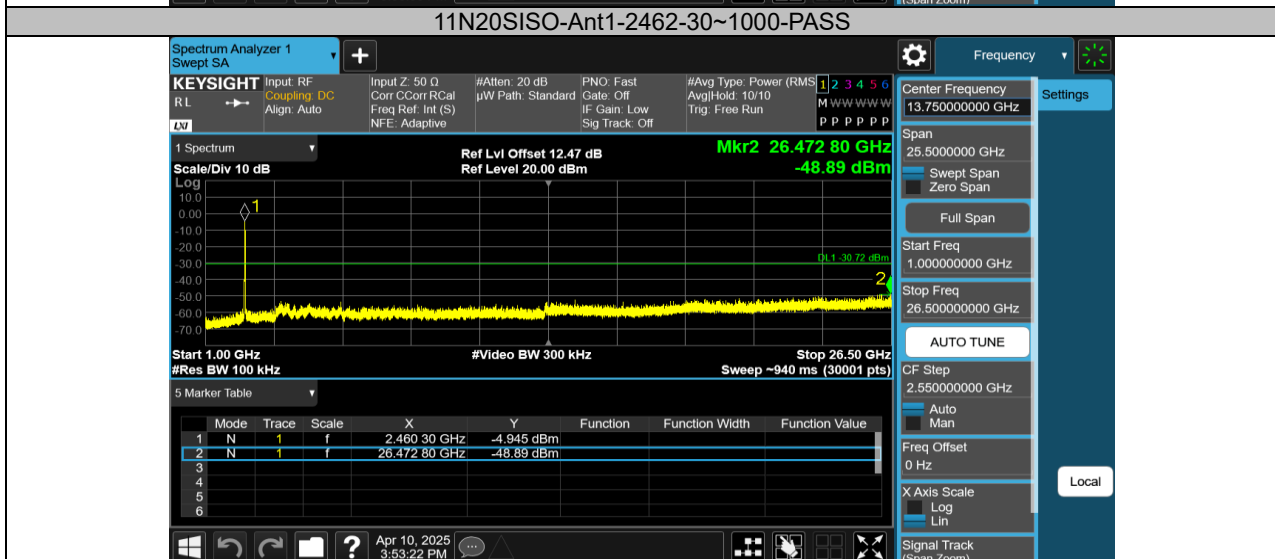 (Span Zoom)
11N20SISO-Ant1-2462-30~1000-PASS
Spectrum Analyzer 1
Swept SA
Frequency
KEYSIGHT
RL
LXI
Input: RF
Coupling: DC
Align: Auto
Input Z: 50 Ω
Corr CCorr RCal
Freq Ref: Int (S)
NFE: Adaptive
#Atten: 20 dB
µW Path: Standard
PNO: Fast
Gate: Off
IF Gain: Low
Sig Track: Off
#Avg Type: Power (RMS
Avg|Hold: 10/10
Trig: Free Run
1 2 3 4 5 6
M W W W W W
P P P P P P
1 Spectrum
Scale/Div 10 dB
Ref Lvl Offset 12.47 dB
Ref Level 20.00 dBm
Mkr2 26.472 80 GHz
-48.89 dBm
Log
10.0
0.00
-10.0
-20.0
-30.0
-40.0
-50.0
-60.0
-70.0
1
DL1 -30.72 dBm
2
Start 1.00 GHz
#Video BW 300 kHz
Stop 26.50 GHz
#Res BW 100 kHz
Sweep ~940 ms (30001 pts)
5 Marker Table
Mode Trace Scale X Y Function Function Width Function Value
1 N 1 f 2.460 30 GHz -4.945 dBm
2 N 1 f 26.472 80 GHz -48.89 dBm
3
4
5
6
Apr 10, 2025
3:53:22 PM
Center Frequency
13.750000000 GHz
Settings
Span
25.5000000 GHz
Swept Span
Zero Span
Full Span
Start Freq
1.000000000 GHz
Stop Freq
26.500000000 GHz
AUTO TUNE
CF Step
2.550000000 GHz
Auto
Man
Freq Offset
0 Hz
Local
X Axis Scale
Log
Lin
Signal Track
(Span Zoom)